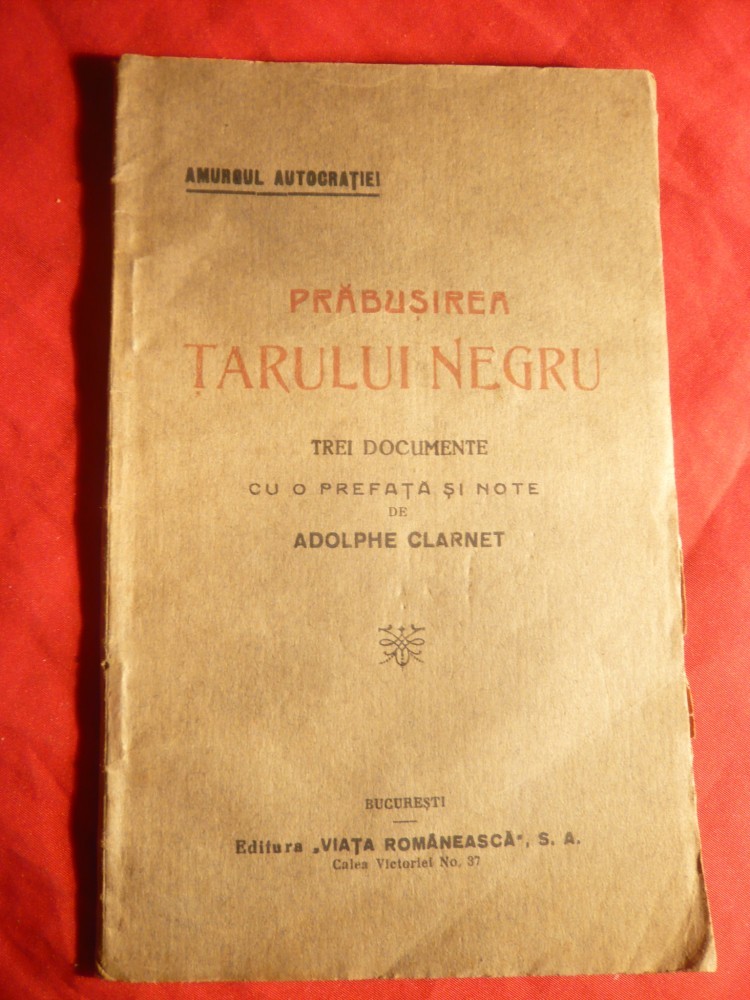 AMURGUL AUTOCRAȚIEI
PRĂBUȘIREA
ȚARULUI NEGRU
TREI DOCUMENTE
CU O PREFAȚĂ ȘI NOTE
DE
ADOLPHE CLARNET
BUCUREȘTI
Editura „VIAȚA ROMÂNEASCĂ", S. A.
Calea Victoriei No. 37